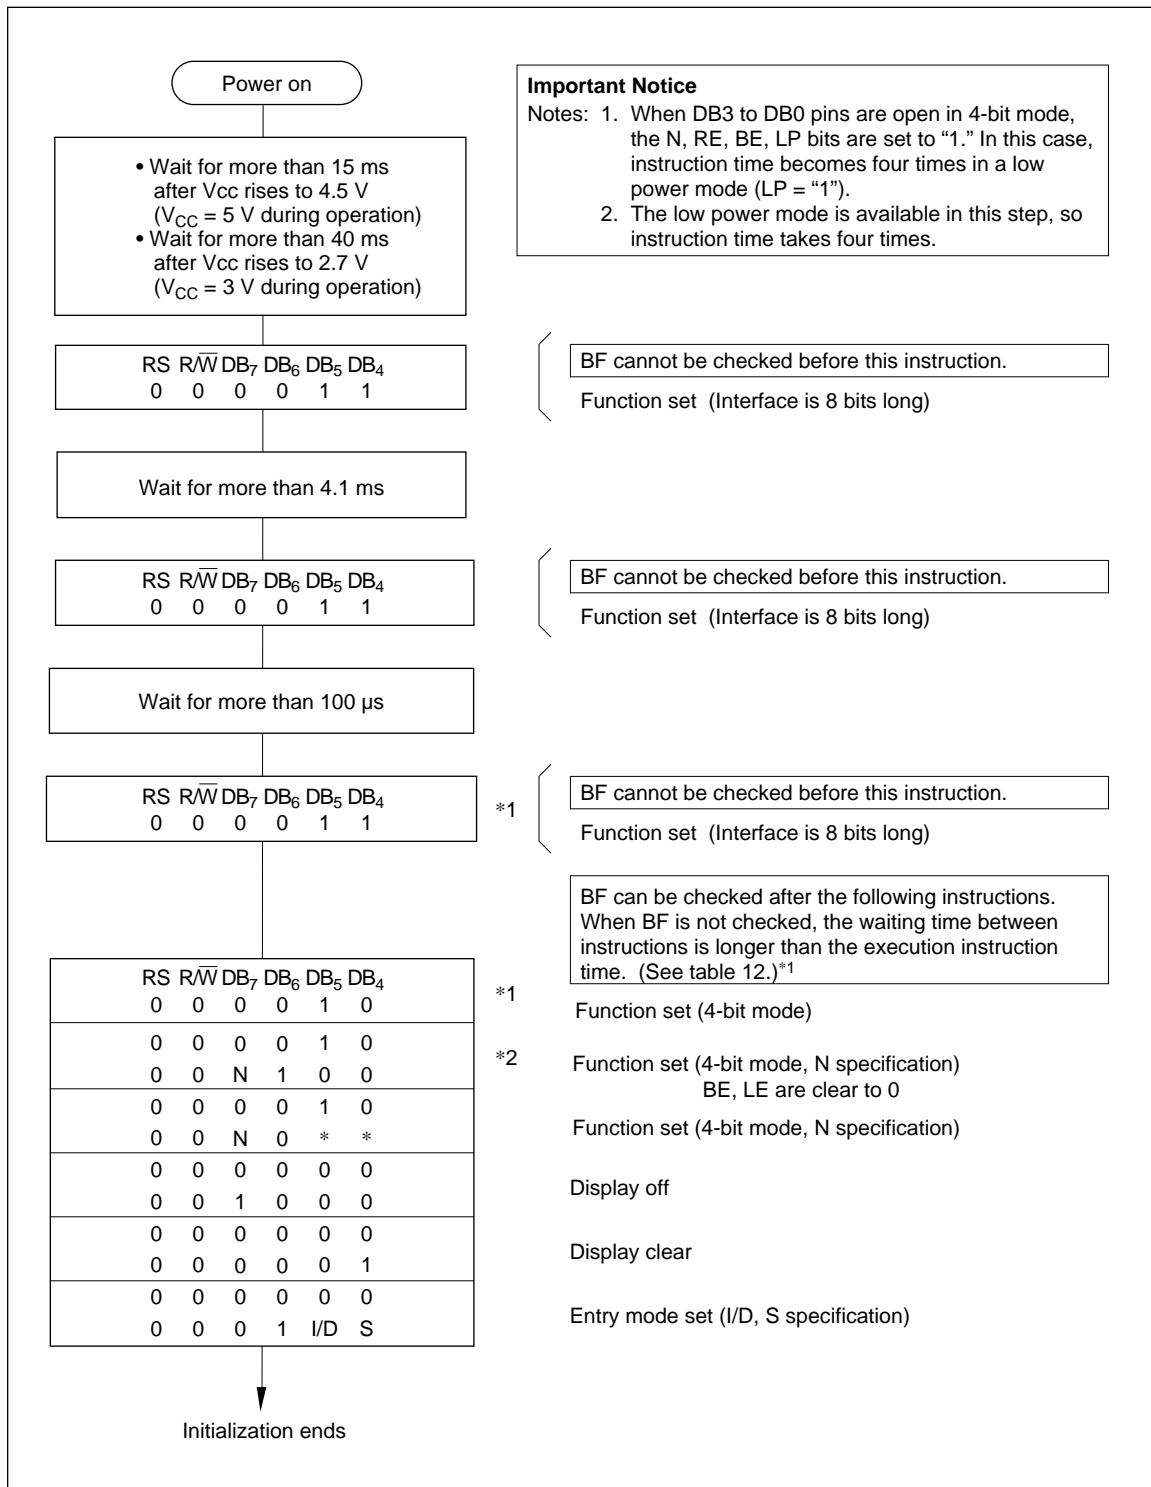 Power on
• Wait for more than 15 ms
after Vcc rises to 4.5 V
(VCC = 5 V during operation)
• Wait for more than 40 ms
after Vcc rises to 2.7 V
(VCC = 3 V during operation)
Important Notice
Notes: 1. When DB3 to DB0 pins are open in 4-bit mode,
the N, RE, BE, LP bits are set to “1.” In this case,
instruction time becomes four times in a low
power mode (LP = “1”).
2. The low power mode is available in this step, so
instruction time takes four times.
RS R/W̅ DB7 DB6 DB5 DB4
0 0 0 0 1 1
BF cannot be checked before this instruction.
Function set (Interface is 8 bits long)
Wait for more than 4.1 ms
RS R/W̅ DB7 DB6 DB5 DB4
0 0 0 0 1 1
BF cannot be checked before this instruction.
Function set (Interface is 8 bits long)
Wait for more than 100 µs
RS R/W̅ DB7 DB6 DB5 DB4
0 0 0 0 1 1
*1
BF cannot be checked before this instruction.
Function set (Interface is 8 bits long)
BF can be checked after the following instructions.
When BF is not checked, the waiting time between
instructions is longer than the execution instruction
time. (See table 12.)*1
RS R/W̅ DB7 DB6 DB5 DB4
0 0 0 0 1 0
*1
Function set (4-bit mode)
0 0 0 0 1 0
0 0 N 1 0 0
*2
Function set (4-bit mode, N specification)
BE, LE are clear to 0
0 0 0 0 1 0
0 0 N 0 * *
Function set (4-bit mode, N specification)
0 0 0 0 0 0
0 0 1 0 0 0
Display off
0 0 0 0 0 0
0 0 0 0 0 1
Display clear
0 0 0 0 0 0
0 0 0 1 I/D S
Entry mode set (I/D, S specification)
Initialization ends